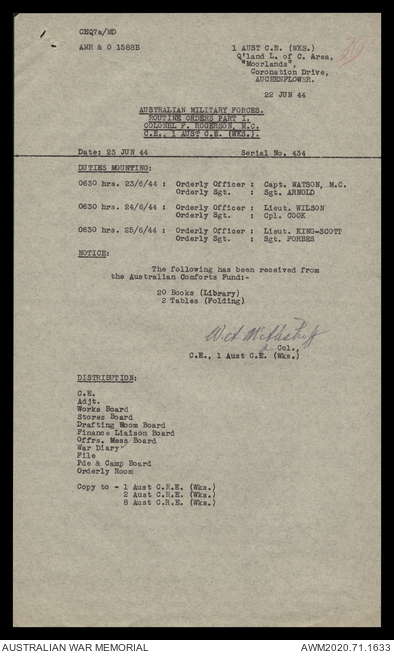 CEQ7a/MD
AMR & O 1588B
1 AUST C.E. (WKS.)
Q'land L. of C. Area,
"Moorlands",
Coronation Drive,
AUCHENFLOWER.
22 JUN 44
AUSTRALIAN MILITARY FORCES.
ROUTINE ORDERS PART I.
COLONEL F. ROGERSON, M.C.
C.E., 1 AUST C.E. (WKS).
Date: 23 JUN 44 Serial No. 434
DUTIES MOUNTING:
0630 hrs. 23/6/44 : Orderly Officer : Capt. WATSON, M.C.
Orderly Sgt. : Sgt. ARNOLD
0630 hrs. 24/6/44 : Orderly Officer : Lieut. WILSON
Orderly Sgt. : Cpl. COOK
0630 hrs. 25/6/44 : Orderly Officer : Lieut. KING-SCOTT
Orderly Sgt. : Sgt. FORBES
NOTICE:
The following has been received from
the Australian Comforts Fund:-
20 Books (Library)
2 Tables (Folding)
Col.,
C.E., 1 Aust C.E. (Wks.)
DISTRIBUTION:
C.E.
Adjt.
Works Board
Stores Board
Drafting Room Board
Finance Liaison Board
Offrs. Mess Board
War Diary
File
Pde & Camp Board
Orderly Room
Copy to - 1 Aust C.R.E. (Wks.)
2 Aust C.R.E. (Wks.)
8 Aust C.R.E. (Wks.)
AUSTRALIAN WAR MEMORIAL
AWM2020.71.1633